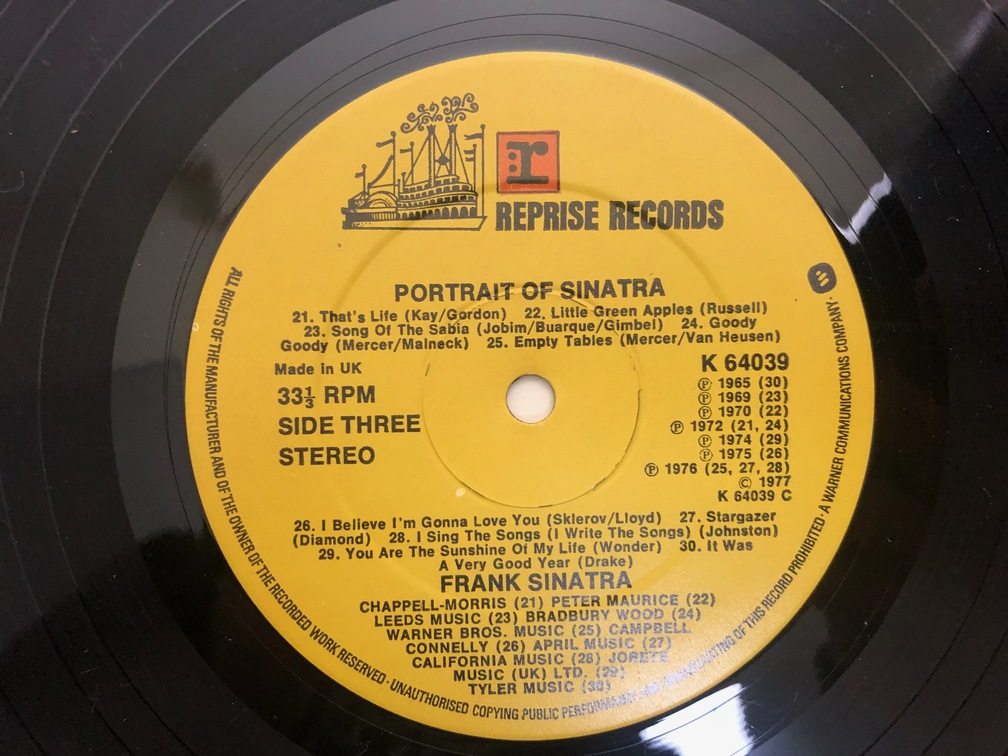 r
REPRISE RECORDS
PORTRAIT OF SINATRA
21. That's Life (Kay/Gordon) 22. Little Green Apples (Russell)
23. Song Of The Sabia (Jobim/Buarque/Gimbel) 24. Goody
Goody (Mercer/Malneck) 25. Empty Tables (Mercer/Van Heusen)
Made in UK
33⅓ RPM
SIDE THREE
STEREO
K 64039
Ⓟ 1965 (30)
Ⓟ 1969 (23)
Ⓟ 1970 (22)
Ⓟ 1972 (21, 24)
Ⓟ 1974 (29)
Ⓟ 1975 (26)
Ⓟ 1976 (25, 27, 28)
© 1977
K 64039 C
26. I Believe I'm Gonna Love You (Sklerov/Lloyd) 27. Stargazer
(Diamond) 28. I Sing The Songs (I Write The Songs) (Johnston)
29. You Are The Sunshine Of My Life (Wonder) 30. It Was
A Very Good Year (Drake)
FRANK SINATRA
CHAPPELL-MORRIS (21) PETER MAURICE (22)
LEEDS MUSIC (23) BRADBURY WOOD (24)
WARNER BROS. MUSIC (25) CAMPBELL
CONNELLY (26) APRIL MUSIC (27)
CALIFORNIA MUSIC (28) JOBETE
MUSIC (UK) LTD. (29)
TYLER MUSIC (30)
ALL RIGHTS OF THE MANUFACTURER AND OF THE OWNER OF THE RECORDED WORK RESERVED · UNAUTHORISED COPYING PUBLIC PERFORMANCE AND BROADCASTING OF THIS RECORD PROHIBITED · A WARNER COMMUNICATIONS COMPANY ·